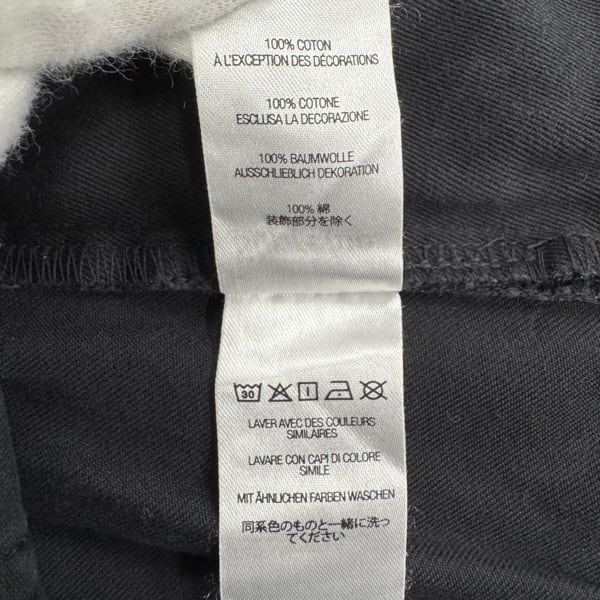 100% COTON
À L'EXCEPTION DES DÉCORATIONS
100% COTONE
ESCLUSA LA DECORAZIONE
100% BAUMWOLLE
AUSSCHLIEßLICH DEKORATION
100% 綿
装飾部分を除く
30
LAVER AVEC DES COULEURS
SIMILAIRES
LAVARE CON CAPI DI COLORE
SIMILE
MIT ÄHNLICHEN FARBEN WASCHEN
同系色のものと一緒に洗っ
てください